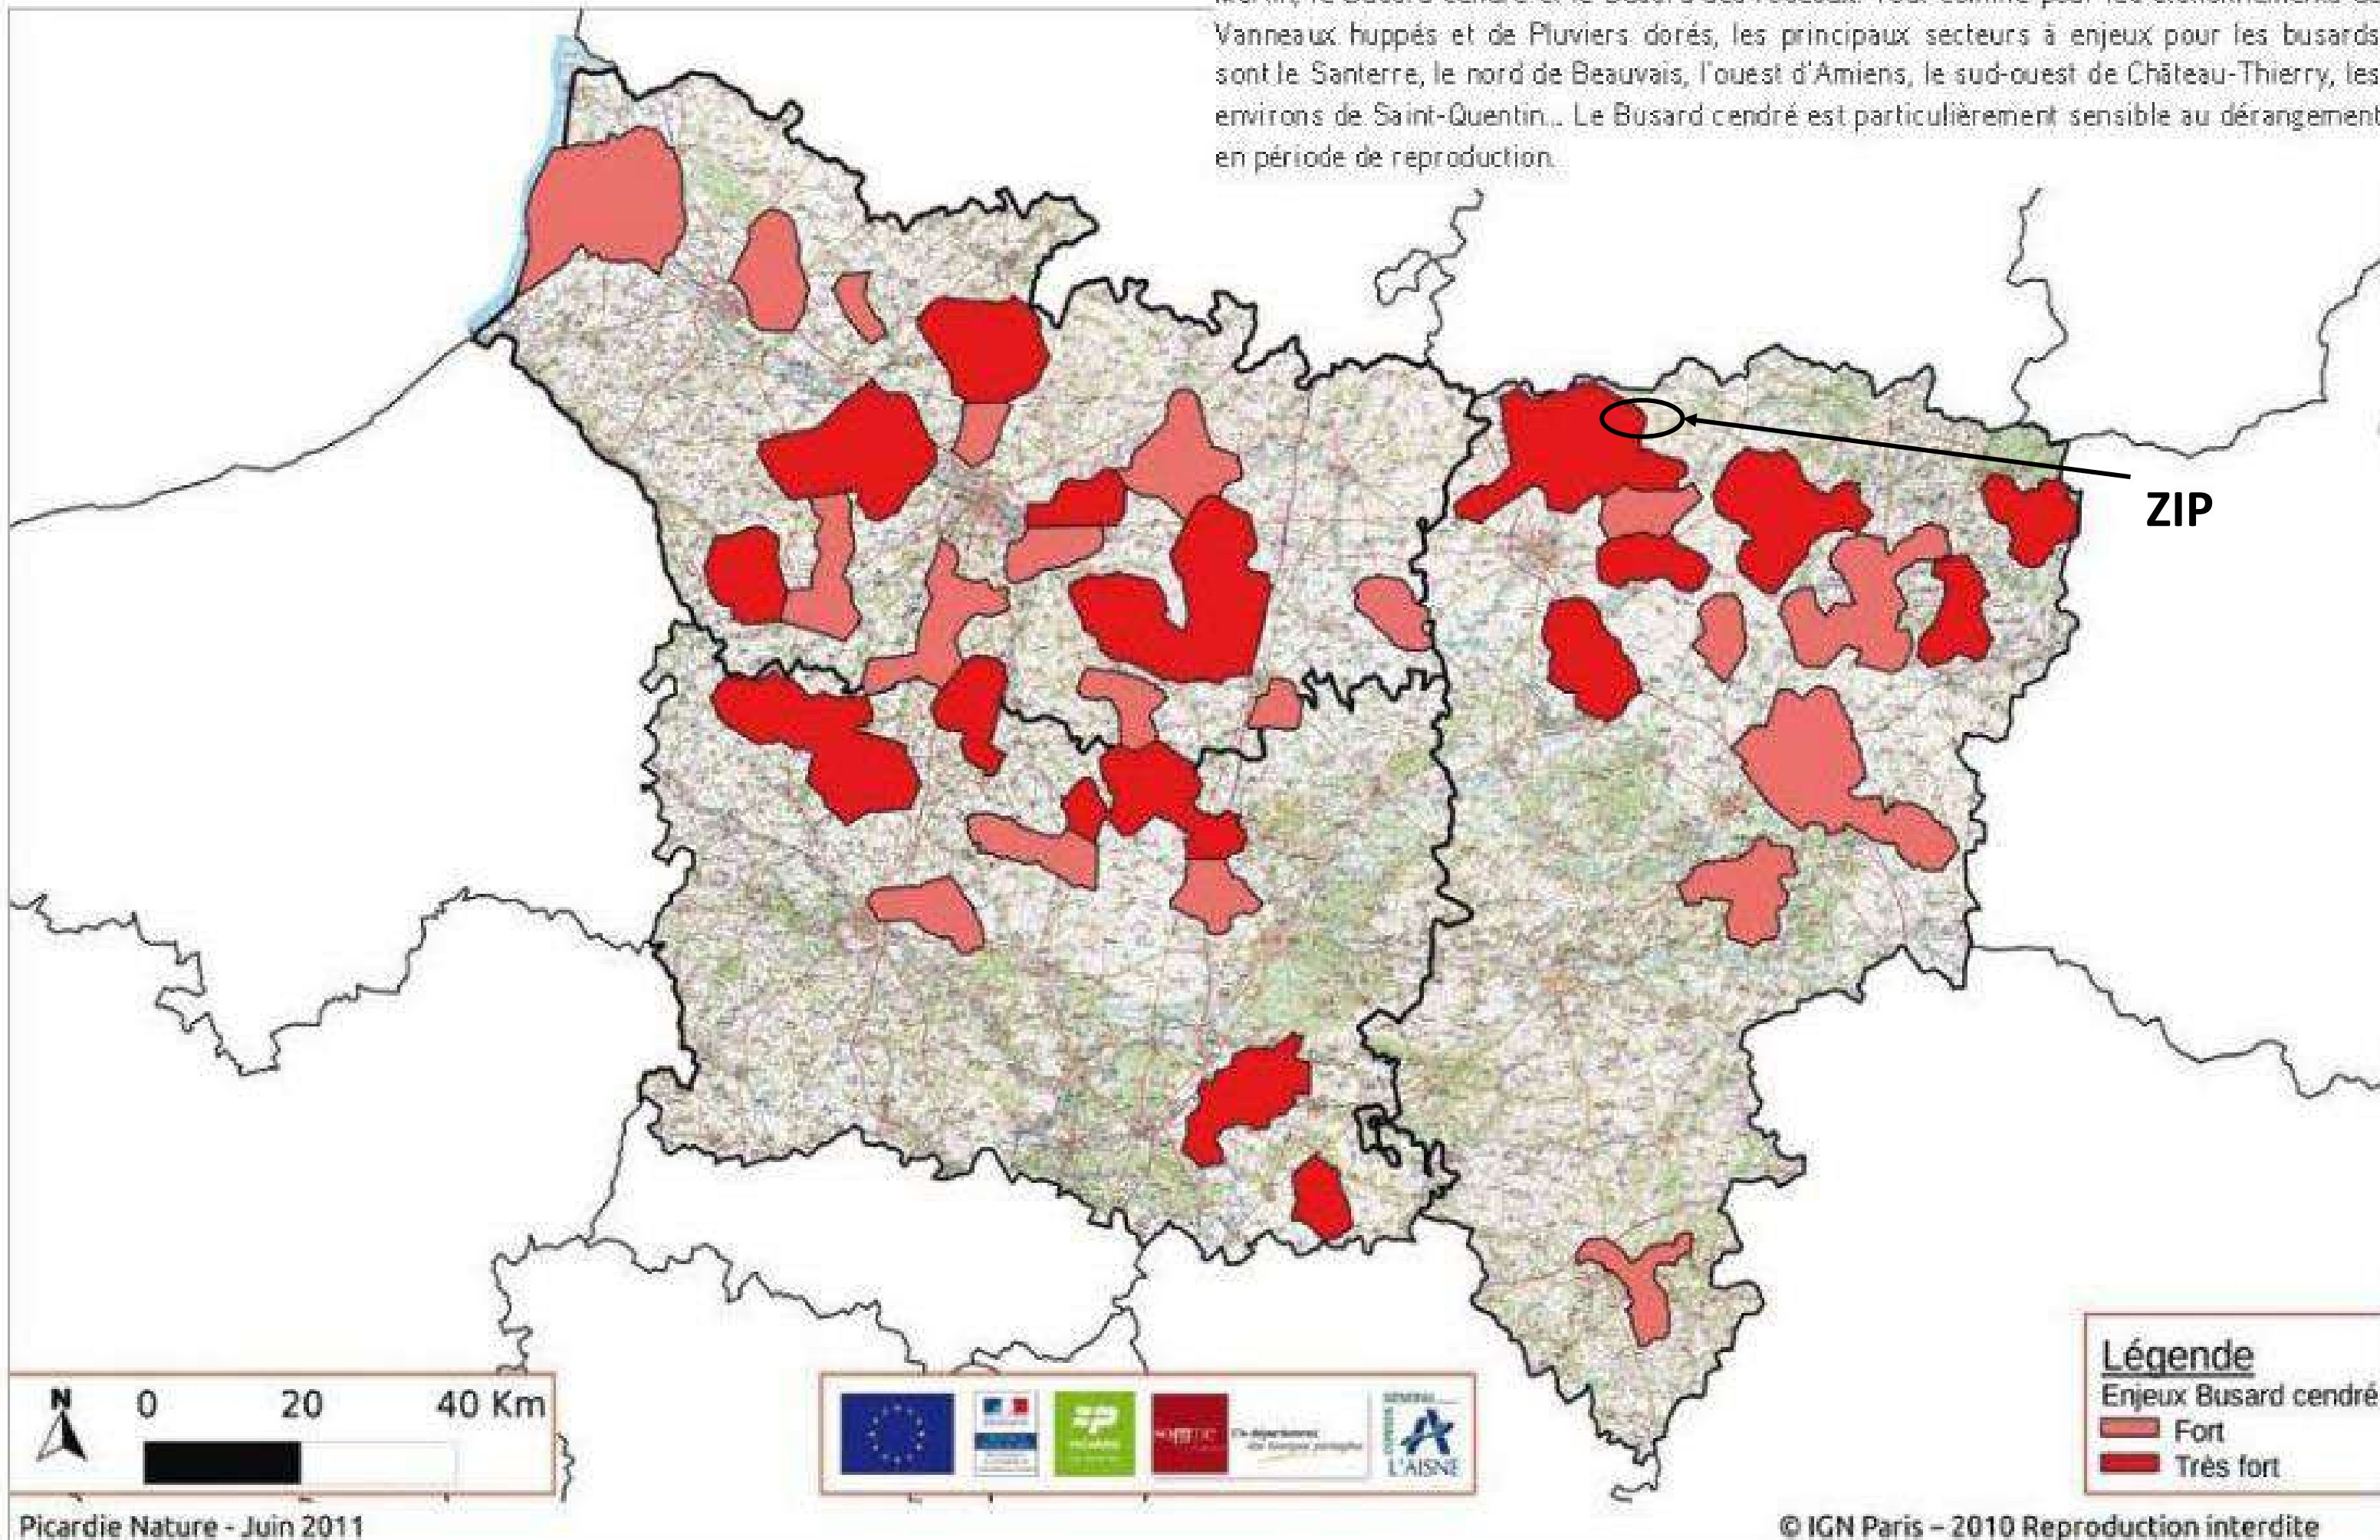 Vanneaux huppés et de Pluviers dorés, les principaux secteurs à enjeux pour les busards
sont le Santerre, le nord de Beauvais, l'ouest d'Amiens, le sud-ouest de Château-Thierry, les
environs de Saint-Quentin... Le Busard cendré est particulièrement sensible au dérangement
en période de reproduction.
ZIP
Légende
Enjeux Busard cendré
Fort
Très fort
N
0 20 40 Km
L'AISNE
Picardie Nature - Juin 2011
© IGN Paris – 2010 Reproduction interdite